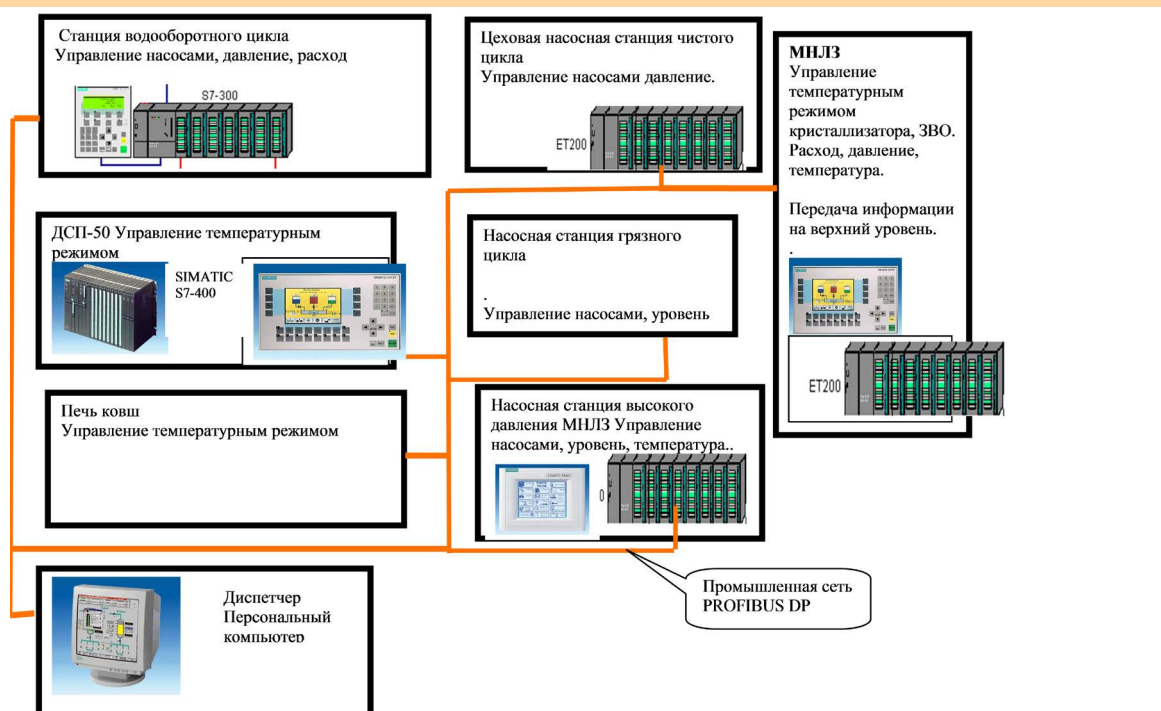 Станция водооборотного цикла
Управление насосами, давление, расход
S7-300
Цеховая насосная станция чистого
цикла
Управление насосами давление.
ET200
МНЛЗ
Управление
температурным
режимом
кристаллизатора, ЗВО.
Расход, давление,
температура.
Передача информации
на верхний уровень.
.
ET200
ДСП-50 Управление температурным
режимом
SIMATIC
S7-400
Насосная станция грязного
цикла
.
Управление насосами, уровень
Печь ковш
Управление температурным режимом
Насосная станция высокого
давления МНЛЗ Управление
насосами, уровень, температура..
0
Промышленная сеть
PROFIBUS DP
Диспетчер
Персональный
компьютер